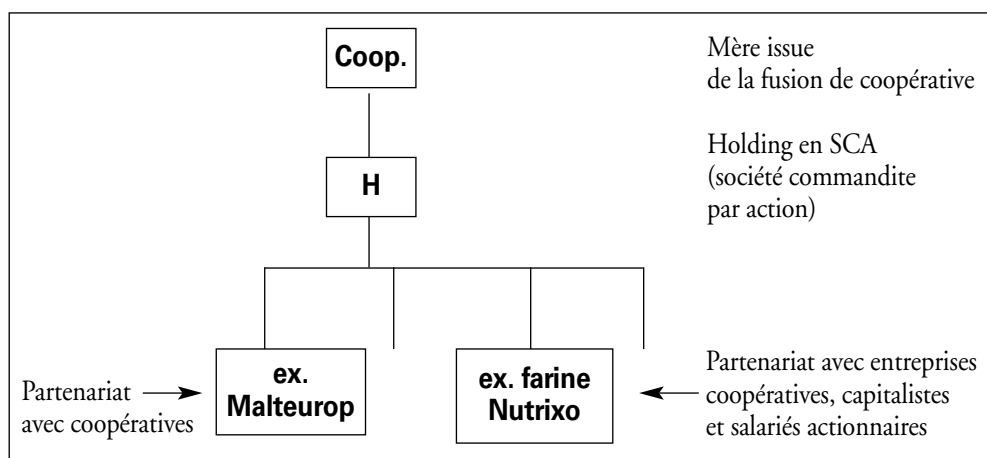 Coop.
Mère issue
de la fusion de coopérative
H
Holding en SCA
(société commandite
par action)
Partenariat
avec coopératives
ex.
Malteurop
ex. farine
Nutrixo
Partenariat avec entreprises
coopératives, capitalistes
et salariés actionnaires